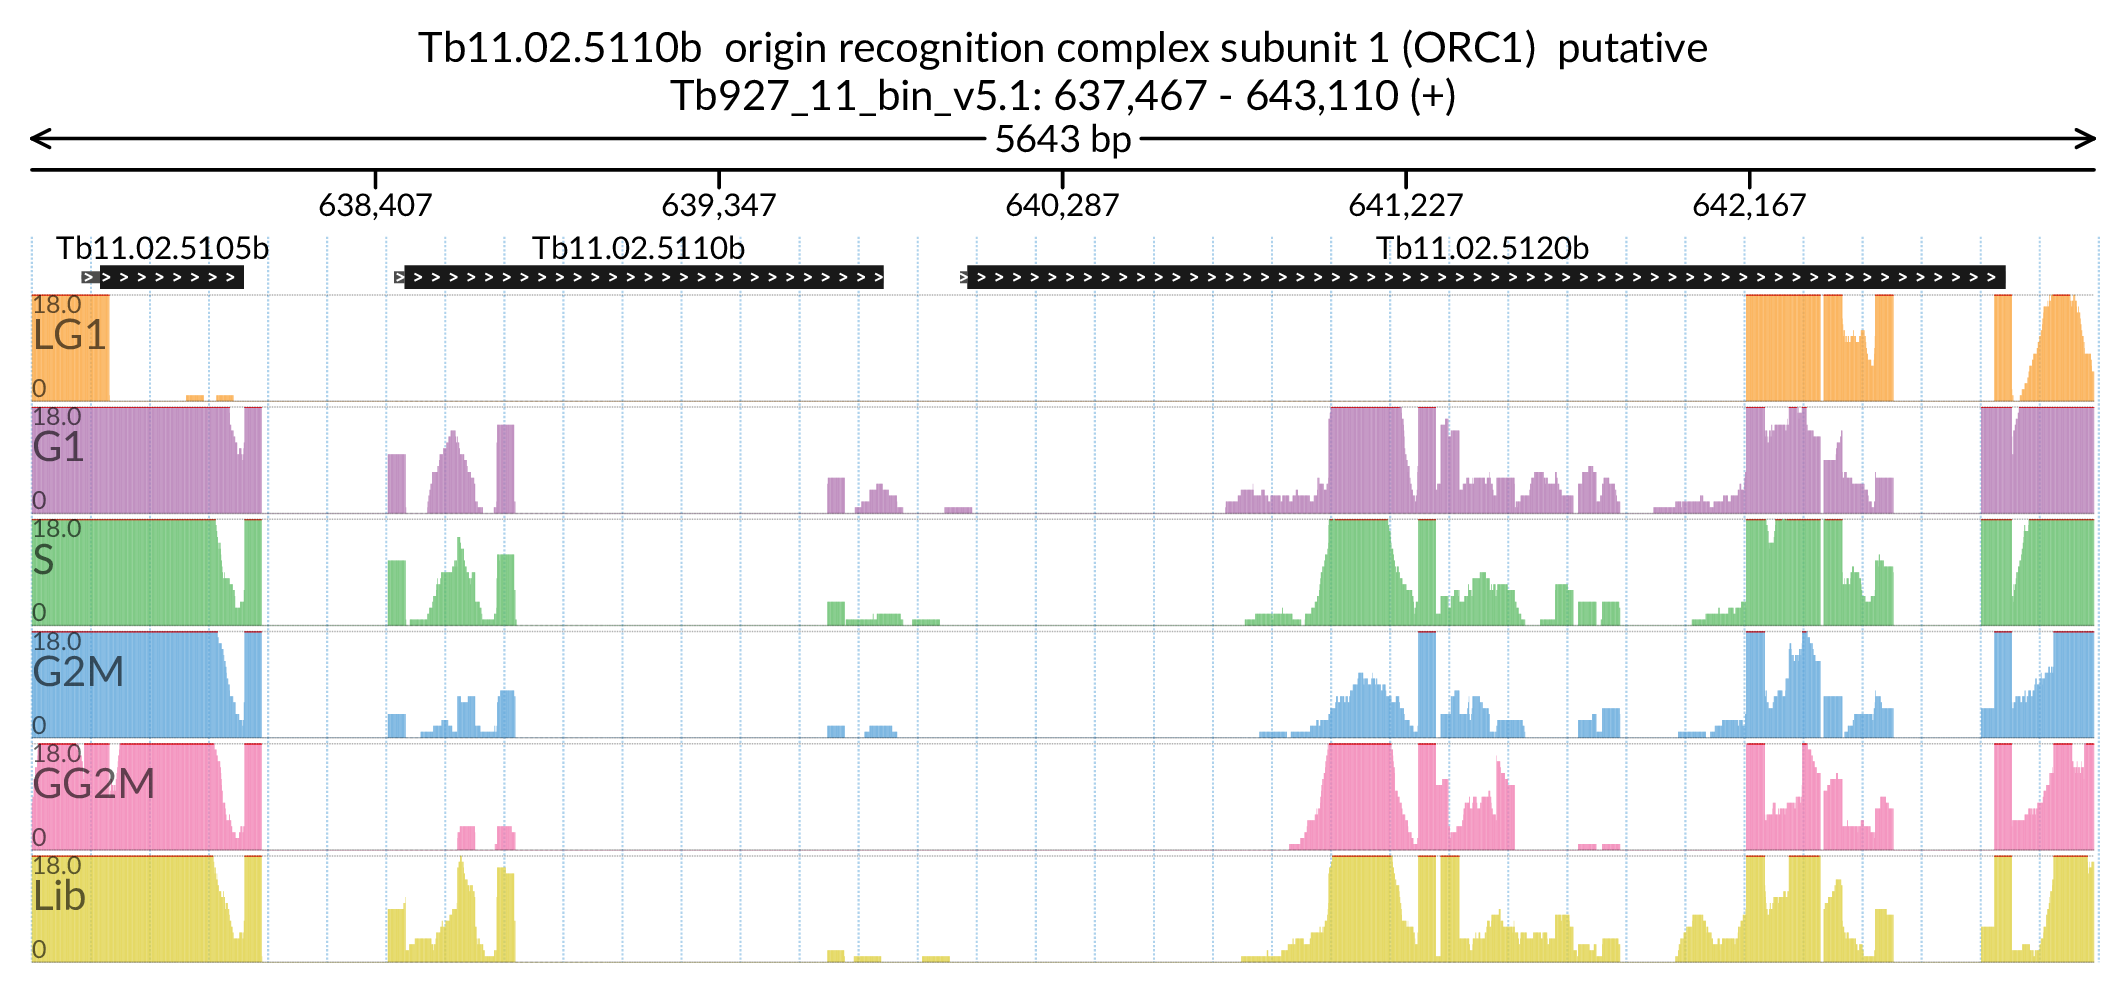 Tb11.02.5110b origin recognition complex subunit 1 (ORC1) putative
Tb927_11_bin_v5.1: 637,467 - 643,110 (+)
5643 bp
638,407 639,347 640,287 641,227 642,167
Tb11.02.5105b Tb11.02.5110b Tb11.02.5120b
18.0
LG1
0
18.0
G1
0
18.0
S
0
18.0
G2M
0
18.0
GG2M
0
18.0
Lib
0